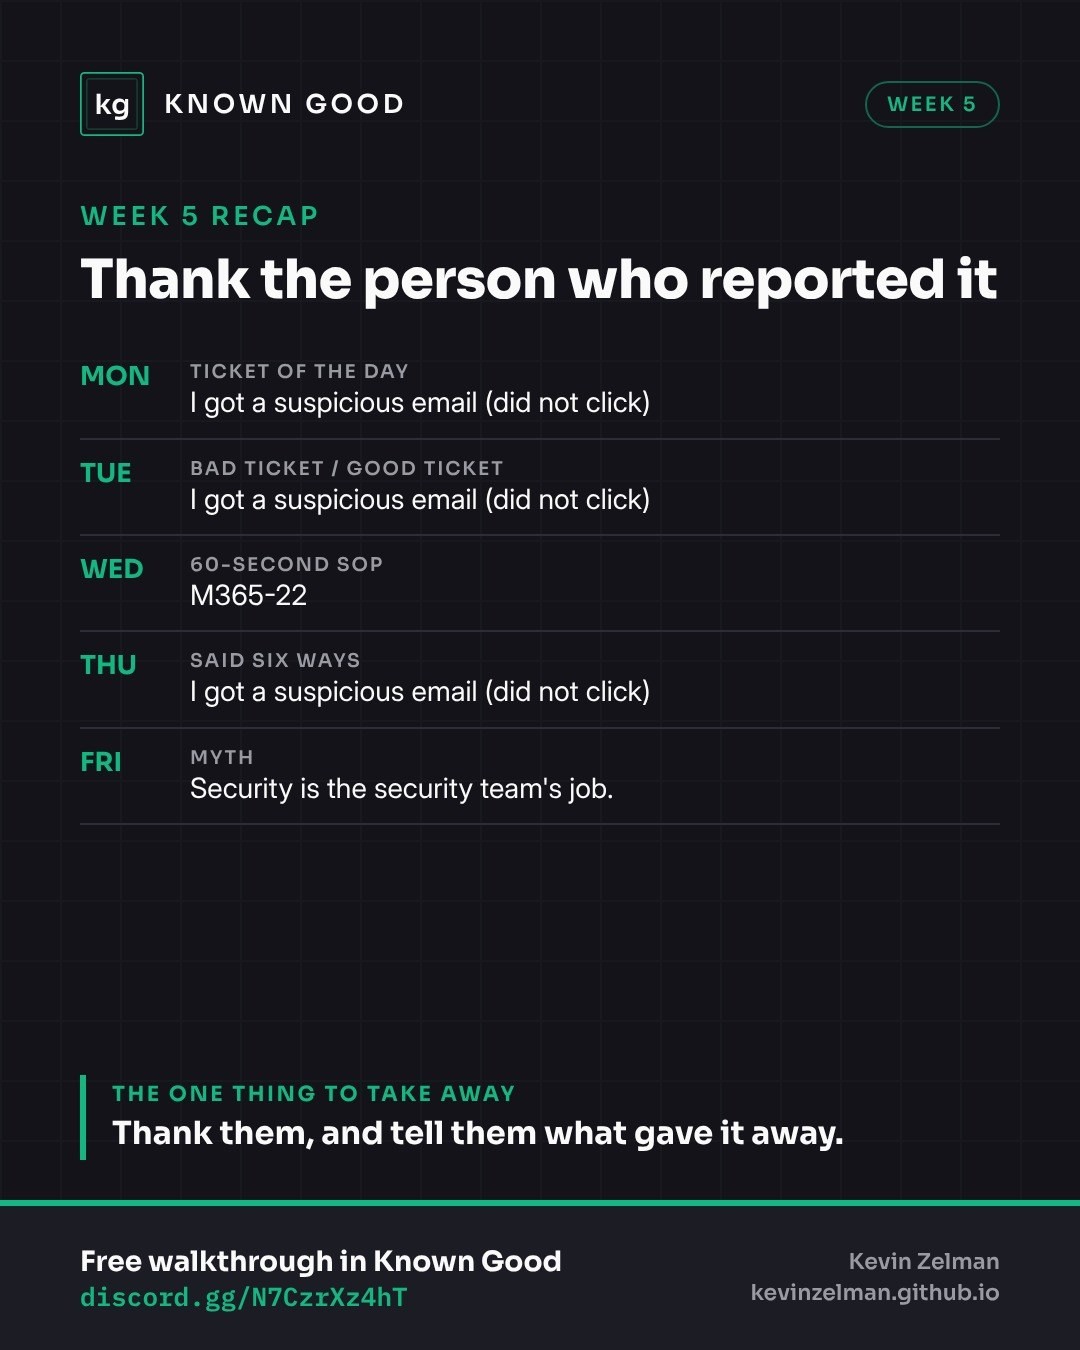 kg
KNOWN GOOD
WEEK 5
WEEK 5 RECAP
Thank the person who reported it
MON
TICKET OF THE DAY
I got a suspicious email (did not click)
TUE
BAD TICKET / GOOD TICKET
I got a suspicious email (did not click)
WED
60-SECOND SOP
M365-22
THU
SAID SIX WAYS
I got a suspicious email (did not click)
FRI
MYTH
Security is the security team's job.
THE ONE THING TO TAKE AWAY
Thank them, and tell them what gave it away.
Free walkthrough in Known Good
discord.gg/N7CzrXz4hT
Kevin Zelman
kevinzelman.github.io